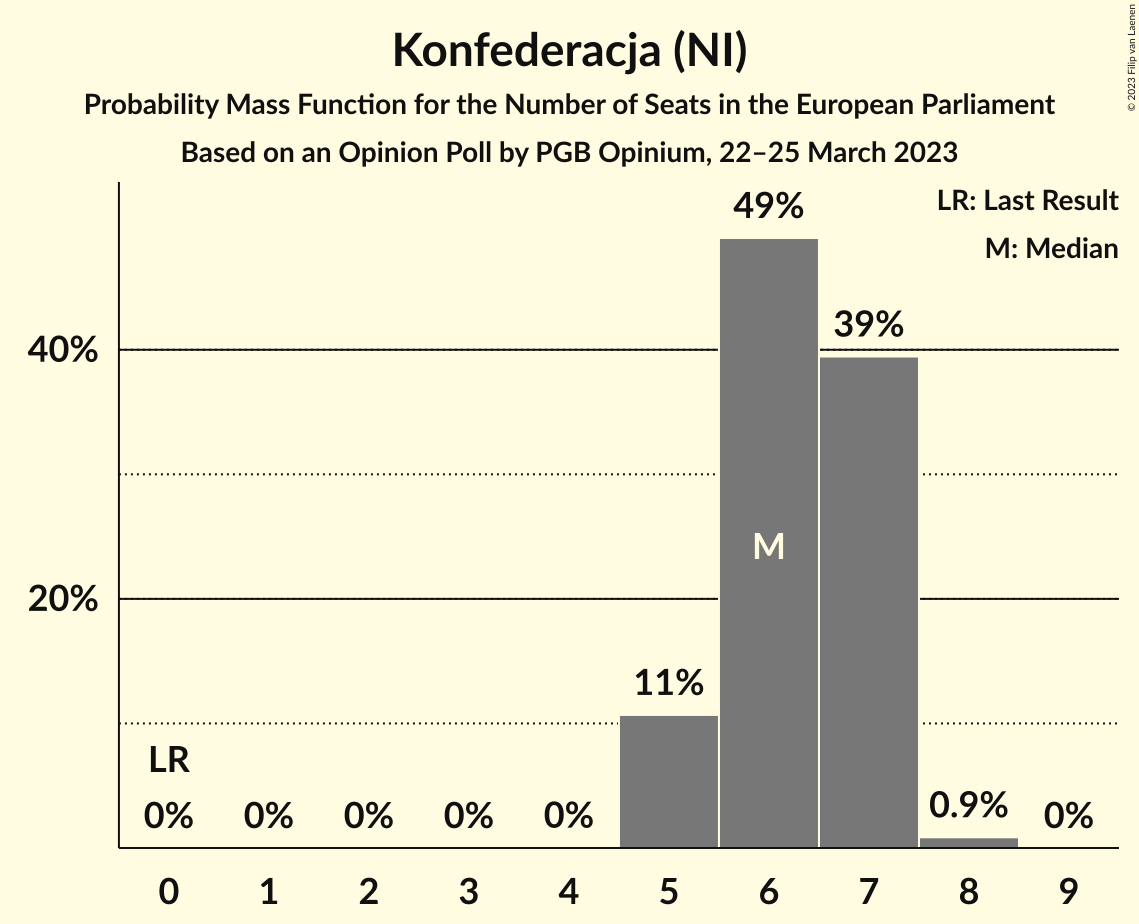 Konfederacja (NI)
Probability Mass Function for the Number of Seats in the European Parliament
Based on an Opinion Poll by PGB Opinium, 22–25 March 2023
© 2023 Filip van Laenen
LR: Last Result
M: Median
49%
39%
40%
M
20%
11%
LR
0% 0% 0% 0% 0% 0.9% 0%
0 1 2 3 4 5 6 7 8 9